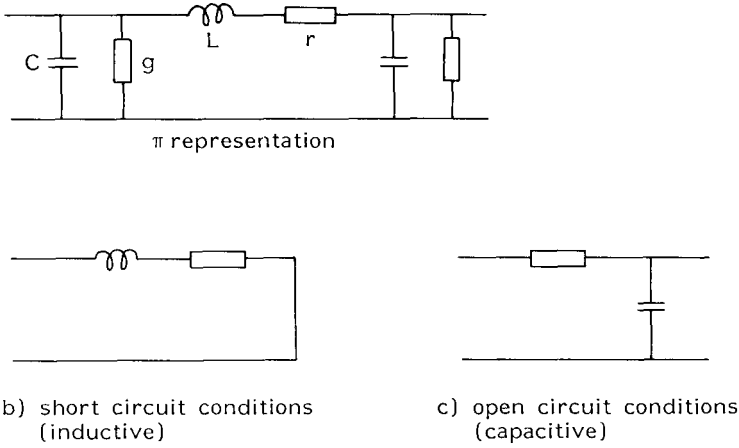 L
r
C
g
π representation
b) short circuit conditions
(inductive)
c) open circuit conditions
(capacitive)